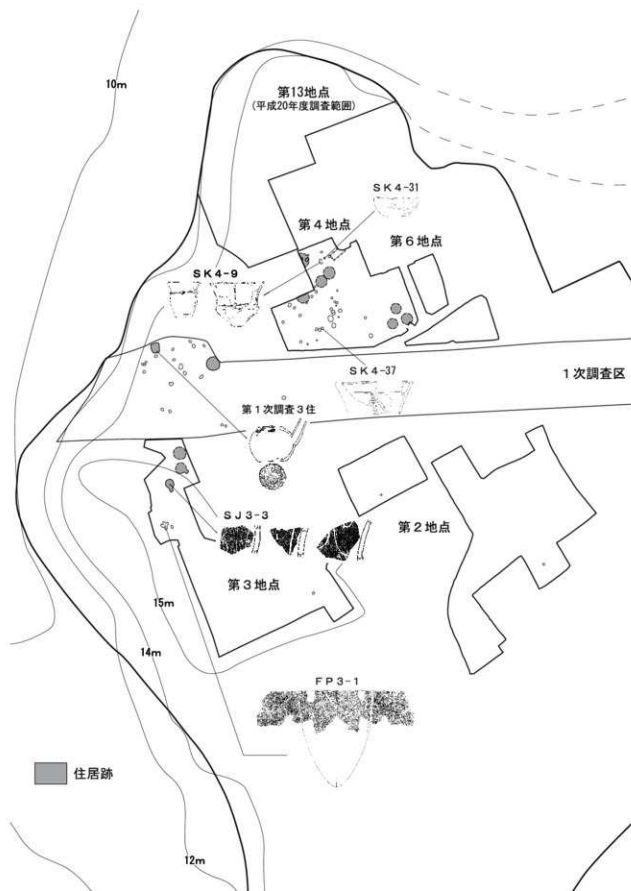 10m
第13地点
(平成20年度調査範囲)
SK4-31
第4地点
第6地点
SK4-9
SK4-37
1次調査区
第1次調査3住
SJ3-3
第2地点
第3地点
15m
14m
FP3-1
住居跡
12m